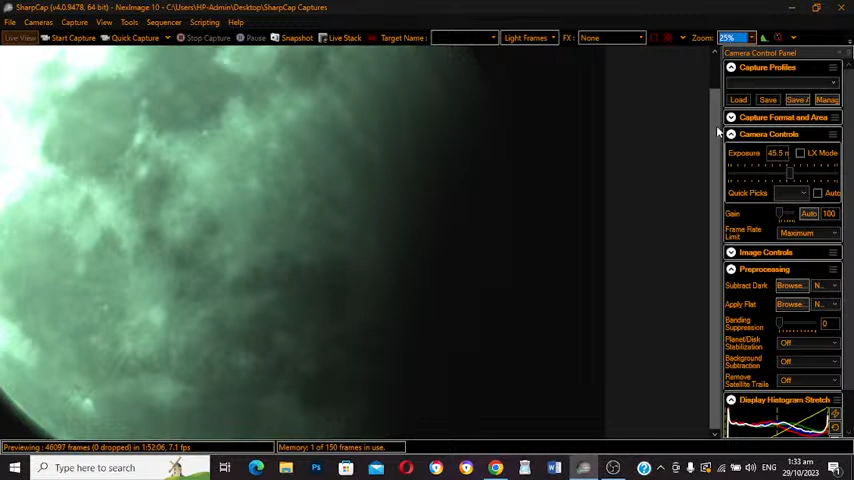 SharpCap (v4.0.9478, 64 bit) - NexImage 10 - C:\Users\HP-Admin\Desktop\SharpCap Captures
File Cameras Capture View Tools Sequencer Scripting Help
Live View Start Capture Quick Capture Stop Capture Pause Target Name : Snapshot Live Stack Light Frames FX : None Zoom: 25%
Camera Control Panel
Capture Profiles
Load Save Save A Manag
Capture Format and Area
Camera Controls
Exposure 45.5 m LX Mode
Quick Picks Auto
Gain Auto 100
Frame Rate Limit Maximum
Image Controls
Preprocessing
Subtract Dark Browse... N...
Apply Flat Browse... N...
Banding Suppression 0
Planet/Disk Stabilization Off
Background Subtraction Off
Remove Satellite Trails Off
Display Histogram Stretch
Previewing : 46097 frames (0 dropped) in 1:52:06, 7.1 fps Memory: 1 of 150 frames in use.
Type here to search
ENG
1:33 am
29/10/2023